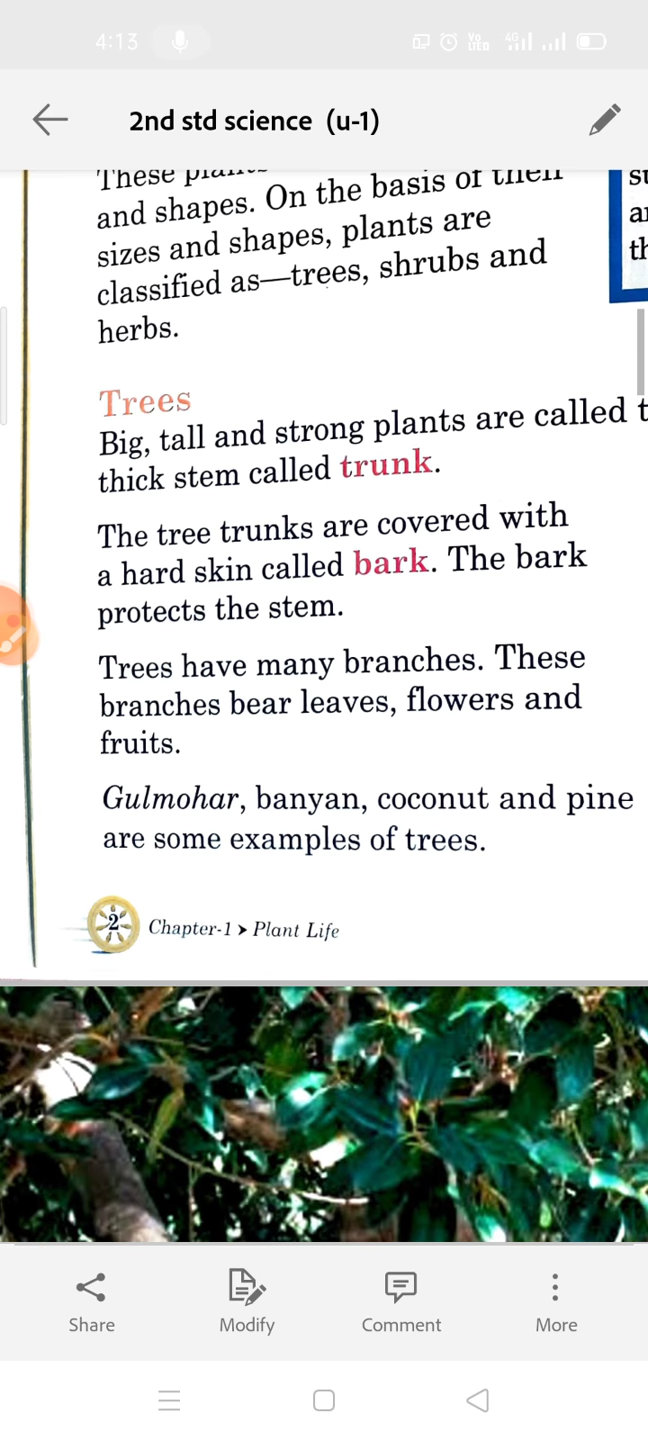 4:13
2nd std science (u-1)
These
and shapes. On the basis of their
sizes and shapes, plants are
classified as—trees, shrubs and
herbs.
st
th
Trees
Big, tall and strong plants are called t
thick stem called trunk.
The tree trunks are covered with
a hard skin called bark. The bark
protects the stem.
Trees have many branches. These
branches bear leaves, flowers and
fruits.
Gulmohar, banyan, coconut and pine
are some examples of trees.
2 Chapter-1 > Plant Life
Share Modify Comment More